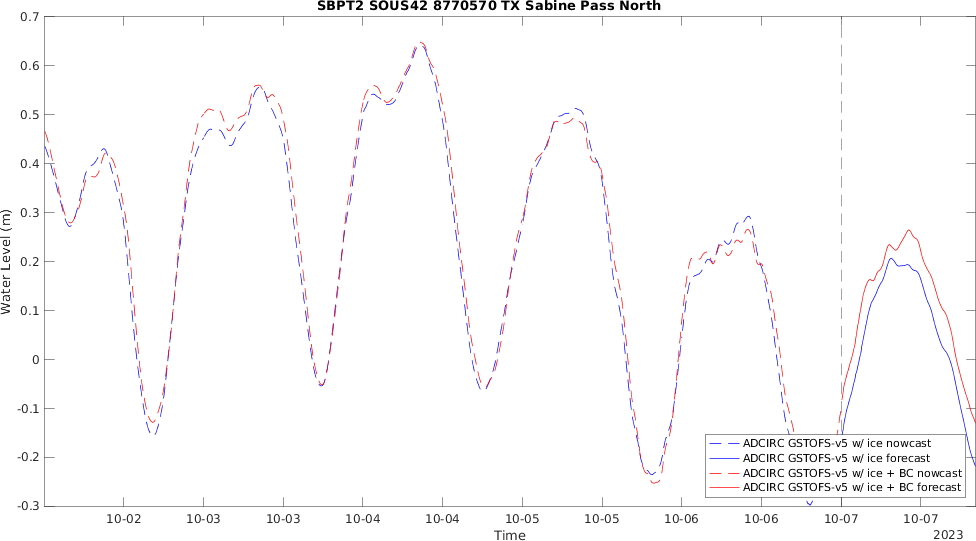 SBPT2 SOUS42 8770570 TX Sabine Pass North
0.7
0.6
0.5
0.4
0.3
0.2
0.1
0
-0.1
-0.2
-0.3
Water Level (m)
ADCIRC GSTOFS-v5 w/ ice nowcast
ADCIRC GSTOFS-v5 w/ ice forecast
ADCIRC GSTOFS-v5 w/ ice + BC nowcast
ADCIRC GSTOFS-v5 w/ ice + BC forecast
10-02 10-03 10-03 10-04 10-04 10-05 10-05 10-06 10-06 10-07 10-07
Time
2023